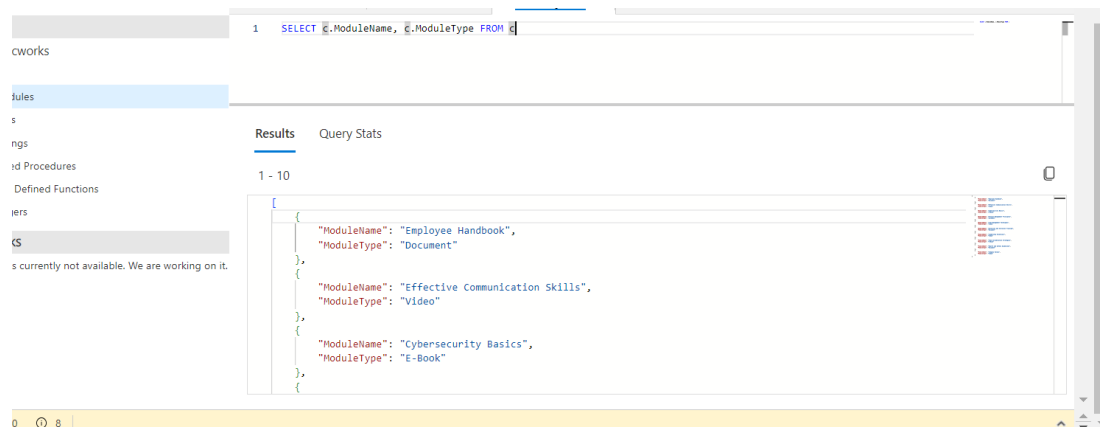 1 SELECT c.ModuleName, c.ModuleType FROM c
cworks
dules
s
ngs
ed Procedures
Defined Functions
gers
KS
s currently not available. We are working on it.
Results Query Stats
1 - 10
[
{
"ModuleName": "Employee Handbook",
"ModuleType": "Document"
},
{
"ModuleName": "Effective Communication Skills",
"ModuleType": "Video"
},
{
"ModuleName": "Cybersecurity Basics",
"ModuleType": "E-Book"
},
{
0 8